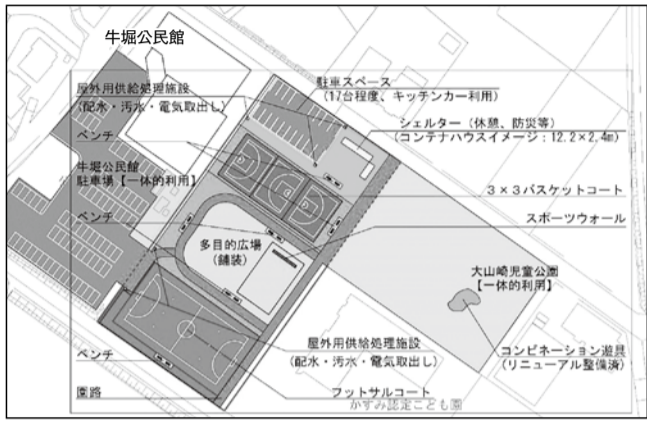 牛堀公民館
屋外用供給処理施設
(配水・汚水・電気取出し)
駐車スペース
(17台程度、キッチンカー利用)
シェルター(休憩、防災等)
(コンテナハウスイメージ:12.2×2.4m)
ベンチ
牛堀公民館
駐車場【一体的利用】
3×3バスケットコート
ベンチ
スポーツウォール
多目的広場
(舗装)
大山崎児童公園
【一体的利用】
屋外用供給処理施設
(配水・汚水・電気取出し)
ベンチ
コンビネーション遊具
(リニューアル整備済)
園路
フットサルコート
かすみ認定こども園